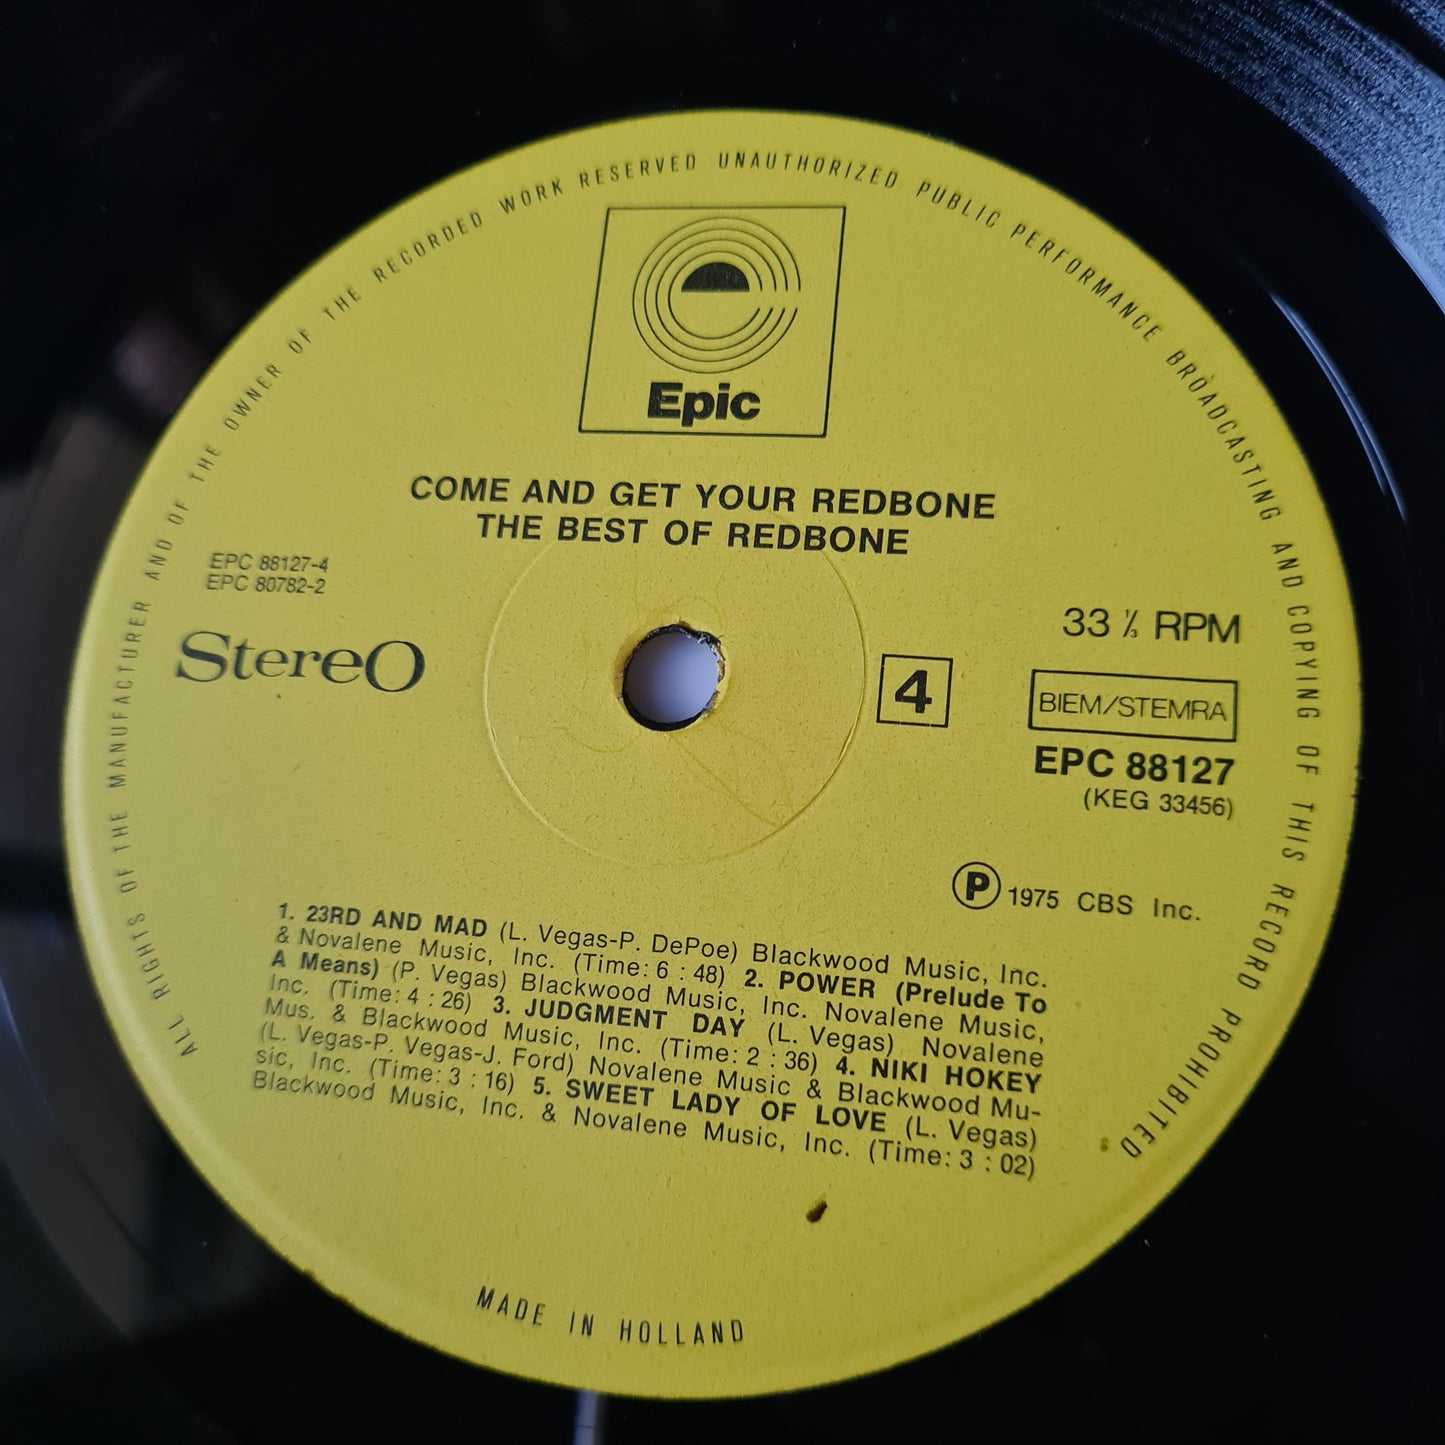 ALL RIGHTS OF THE MANUFACTURER AND OF THE OWNER OF THE RECORDED WORK RESERVED UNAUTHORIZED PUBLIC PERFORMANCE BROADCASTING AND COPYING OF THIS RECORD PROHIBITED
Epic
COME AND GET YOUR REDBONE
THE BEST OF REDBONE
EPC 88127-4
EPC 80782-2
Stereo
33 ⅓ RPM
4
BIEM/STEMRA
EPC 88127
(KEG 33456)
Ⓟ 1975 CBS Inc.
1. 23RD AND MAD (L. Vegas-P. DePoe) Blackwood Music, Inc.
& Novalene Music, Inc. (Time: 6 : 48) 2. POWER (Prelude To
A Means) (P. Vegas) Blackwood Music, Inc. Novalene Music,
Inc. (Time: 4 : 26) 3. JUDGMENT DAY (L. Vegas) Novalene
Mus. & Blackwood Music, Inc. (Time: 2 : 36) 4. NIKI HOKEY
(L. Vegas-P. Vegas-J. Ford) Novalene Music & Blackwood Mu-
sic, Inc. (Time: 3 : 16) 5. SWEET LADY OF LOVE (L. Vegas)
Blackwood Music, Inc. & Novalene Music, Inc. (Time: 3 : 02)
MADE IN HOLLAND